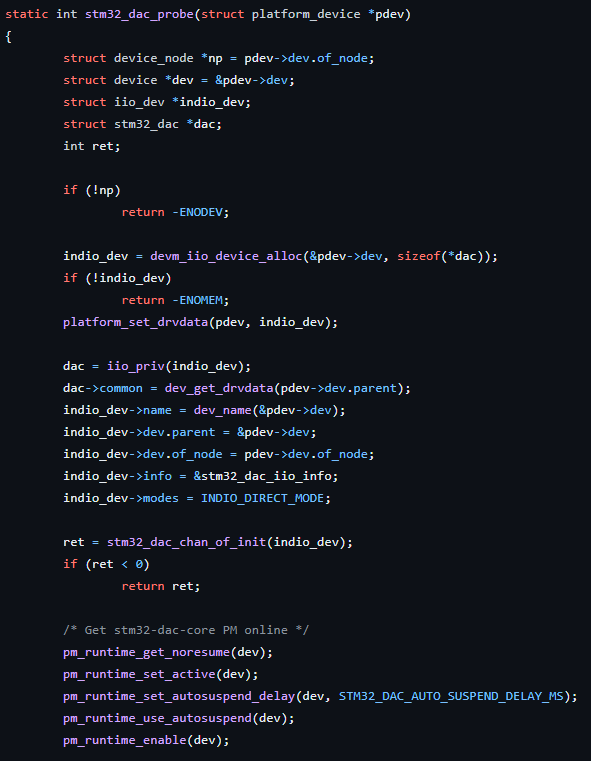 static int stm32_dac_probe(struct platform_device *pdev)
{
        struct device_node *np = pdev->dev.of_node;
        struct device *dev = &pdev->dev;
        struct iio_dev *indio_dev;
        struct stm32_dac *dac;
        int ret;

        if (!np)
                return -ENODEV;

        indio_dev = devm_iio_device_alloc(&pdev->dev, sizeof(*dac));
        if (!indio_dev)
                return -ENOMEM;
        platform_set_drvdata(pdev, indio_dev);

        dac = iio_priv(indio_dev);
        dac->common = dev_get_drvdata(pdev->dev.parent);
        indio_dev->name = dev_name(&pdev->dev);
        indio_dev->dev.parent = &pdev->dev;
        indio_dev->dev.of_node = pdev->dev.of_node;
        indio_dev->info = &stm32_dac_iio_info;
        indio_dev->modes = INDIO_DIRECT_MODE;

        ret = stm32_dac_chan_of_init(indio_dev);
        if (ret < 0)
                return ret;

        /* Get stm32-dac-core PM online */
        pm_runtime_get_noresume(dev);
        pm_runtime_set_active(dev);
        pm_runtime_set_autosuspend_delay(dev, STM32_DAC_AUTO_SUSPEND_DELAY_MS);
        pm_runtime_use_autosuspend(dev);
        pm_runtime_enable(dev);